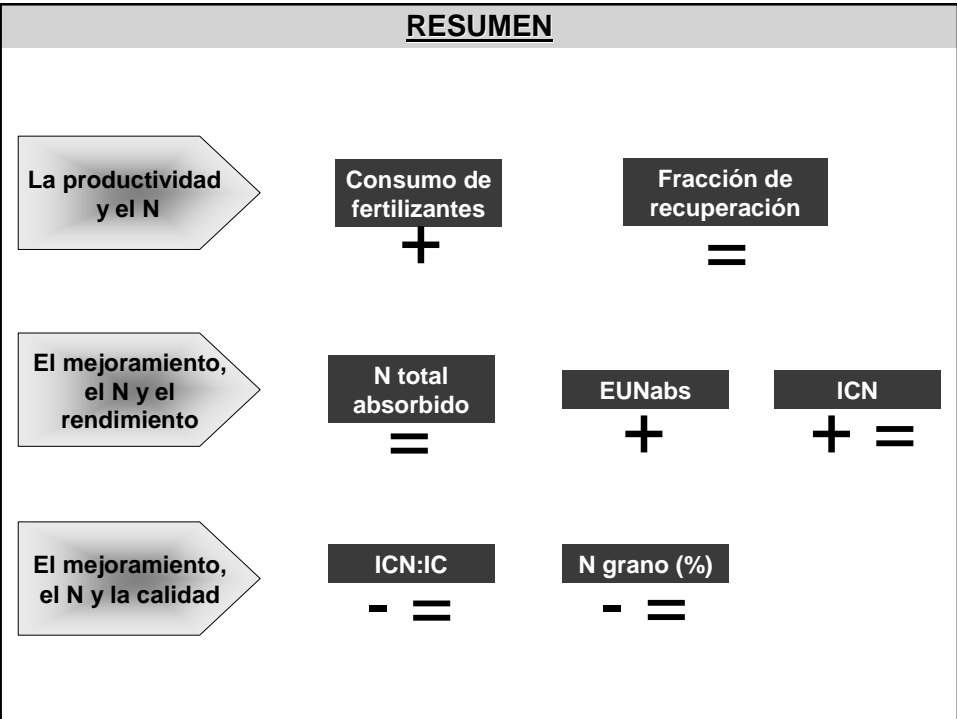 RESUMEN
La productividad
y el N
Consumo de
fertilizantes
+
Fracción de
recuperación
=
El mejoramiento,
el N y el
rendimiento
N total
absorbido
=
EUNabs
+
ICN
+ =
El mejoramiento,
el N y la calidad
ICN:IC
- =
N grano (%)
- =